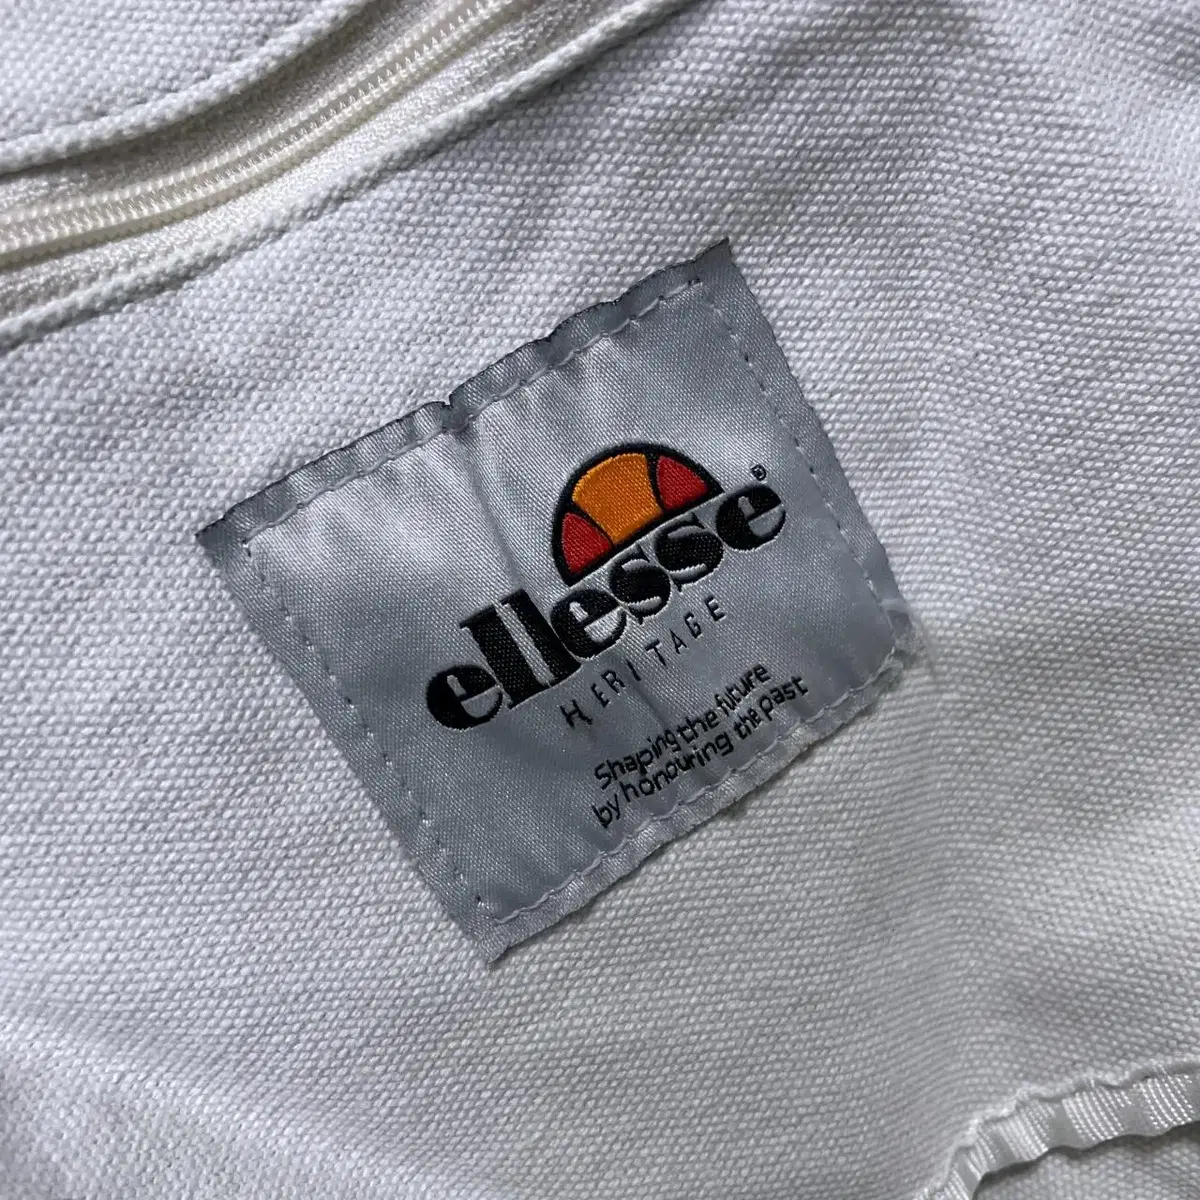 ellesse®
HERITAGE
Shaping the future
by honouring the past